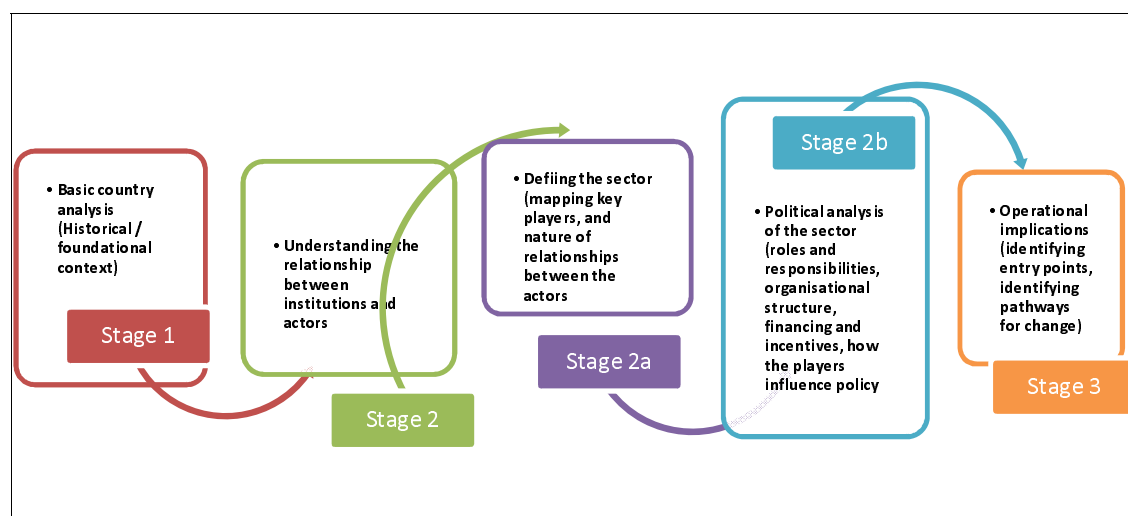 • Basic country
analysis
(Historical /
foundational
context)
Stage 1
• Understanding the
relationship
between
institutions and
actors
Stage 2
• Defiing the sector
(mapping key
players, and
nature of
relationships
between the
actors
Stage 2a
Stage 2b
• Political analysis
of the sector
(roles and
responsibilities,
organisational
structure,
financing and
incentives, how
the players
influence policy
• Operational
implications
(identifying
entry points,
identifying
pathways
for change)
Stage 3